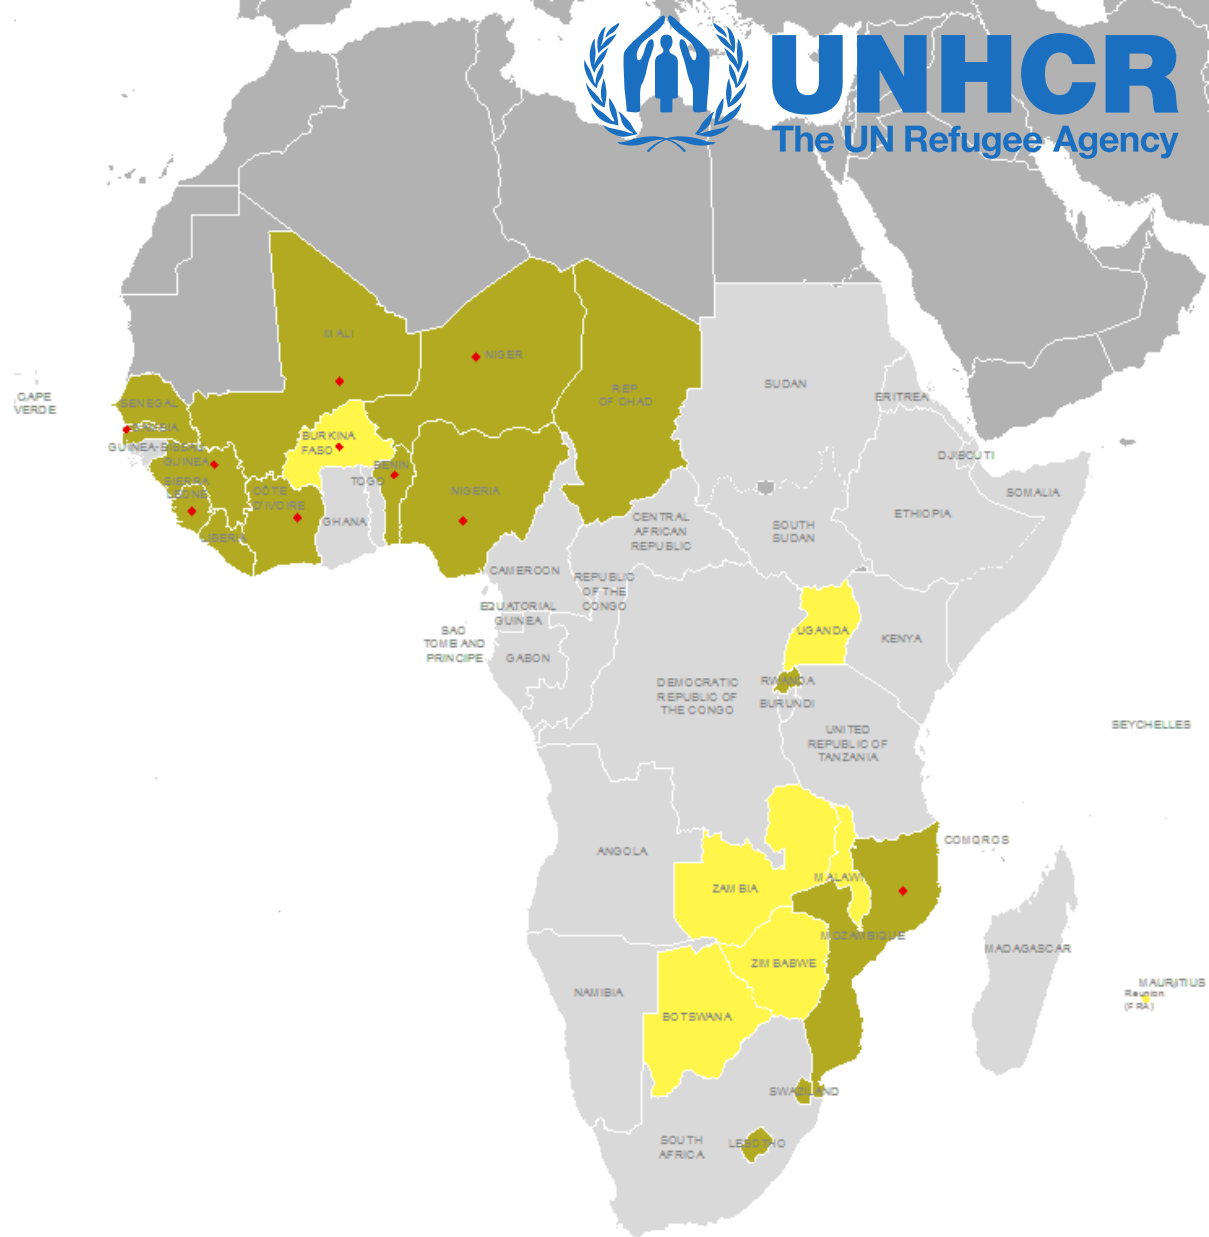 UNHCR
The UN Refugee Agency
MALI
NIGER
REP.
OF CHAD
SUDAN
ERITREA
CAPE
VERDE
SENEGAL
GAMBIA
GUINEA-BISSAU
GUINEA
SIERRA
LEONE
LIBERIA
CÔTE
D'IVOIRE
BURKINA
FASO
GHANA
BENIN
TOGO
NIGERIA
DJIBOUTI
SOMALIA
ETHIOPIA
SOUTH
SUDAN
CENTRAL
AFRICAN
REPUBLIC
CAMEROON
REPUBLIC
OF THE
CONGO
EQUATORIAL
GUINEA
SAO
TOME AND
PRINCIPE
GABON
UGANDA
KENYA
DEMOCRATIC
REPUBLIC OF
THE CONGO
RWANDA
BURUNDI
UNITED
REPUBLIC OF
TANZANIA
SEYCHELLES
ANGOLA
COMOROS
ZAMBIA
MALAWI
MOZAMBIQUE
ZIMBABWE
MADAGASCAR
MAURITIUS
Reunion
(FRA)
NAMIBIA
BOTSWANA
SWAZILAND
SOUTH
AFRICA
LESOTHO